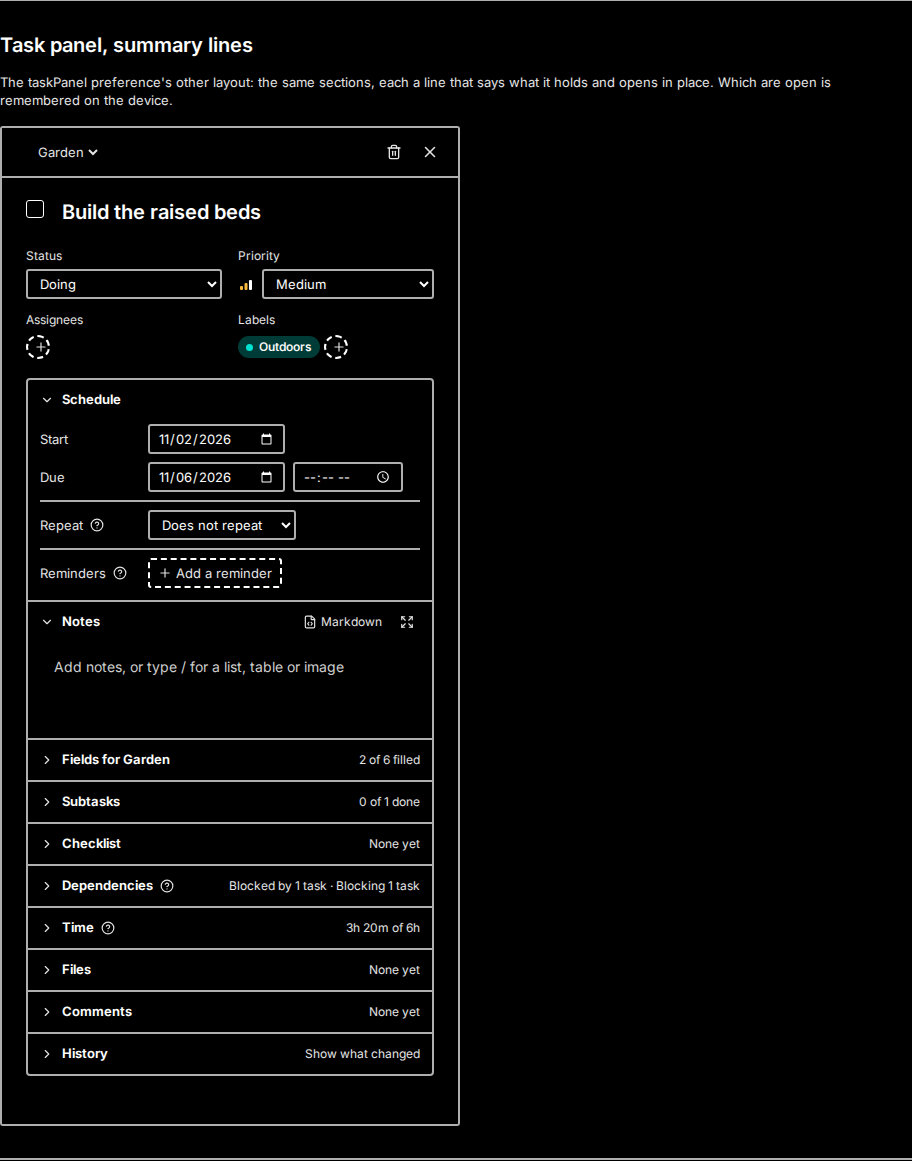 Task panel, summary lines
The taskPanel preference's other layout: the same sections, each a line that says what it holds and opens in place. Which are open is
remembered on the device.
Garden
Build the raised beds
Status
Priority
Doing
Medium
Assignees
Labels
Outdoors
Schedule
Start
11/02/2026
Due
11/06/2026
--:-- --
Repeat
Does not repeat
Reminders
Add a reminder
Notes
Markdown
Add notes, or type / for a list, table or image
Fields for Garden
2 of 6 filled
Subtasks
0 of 1 done
Checklist
None yet
Dependencies
Blocked by 1 task · Blocking 1 task
Time
3h 20m of 6h
Files
None yet
Comments
None yet
History
Show what changed